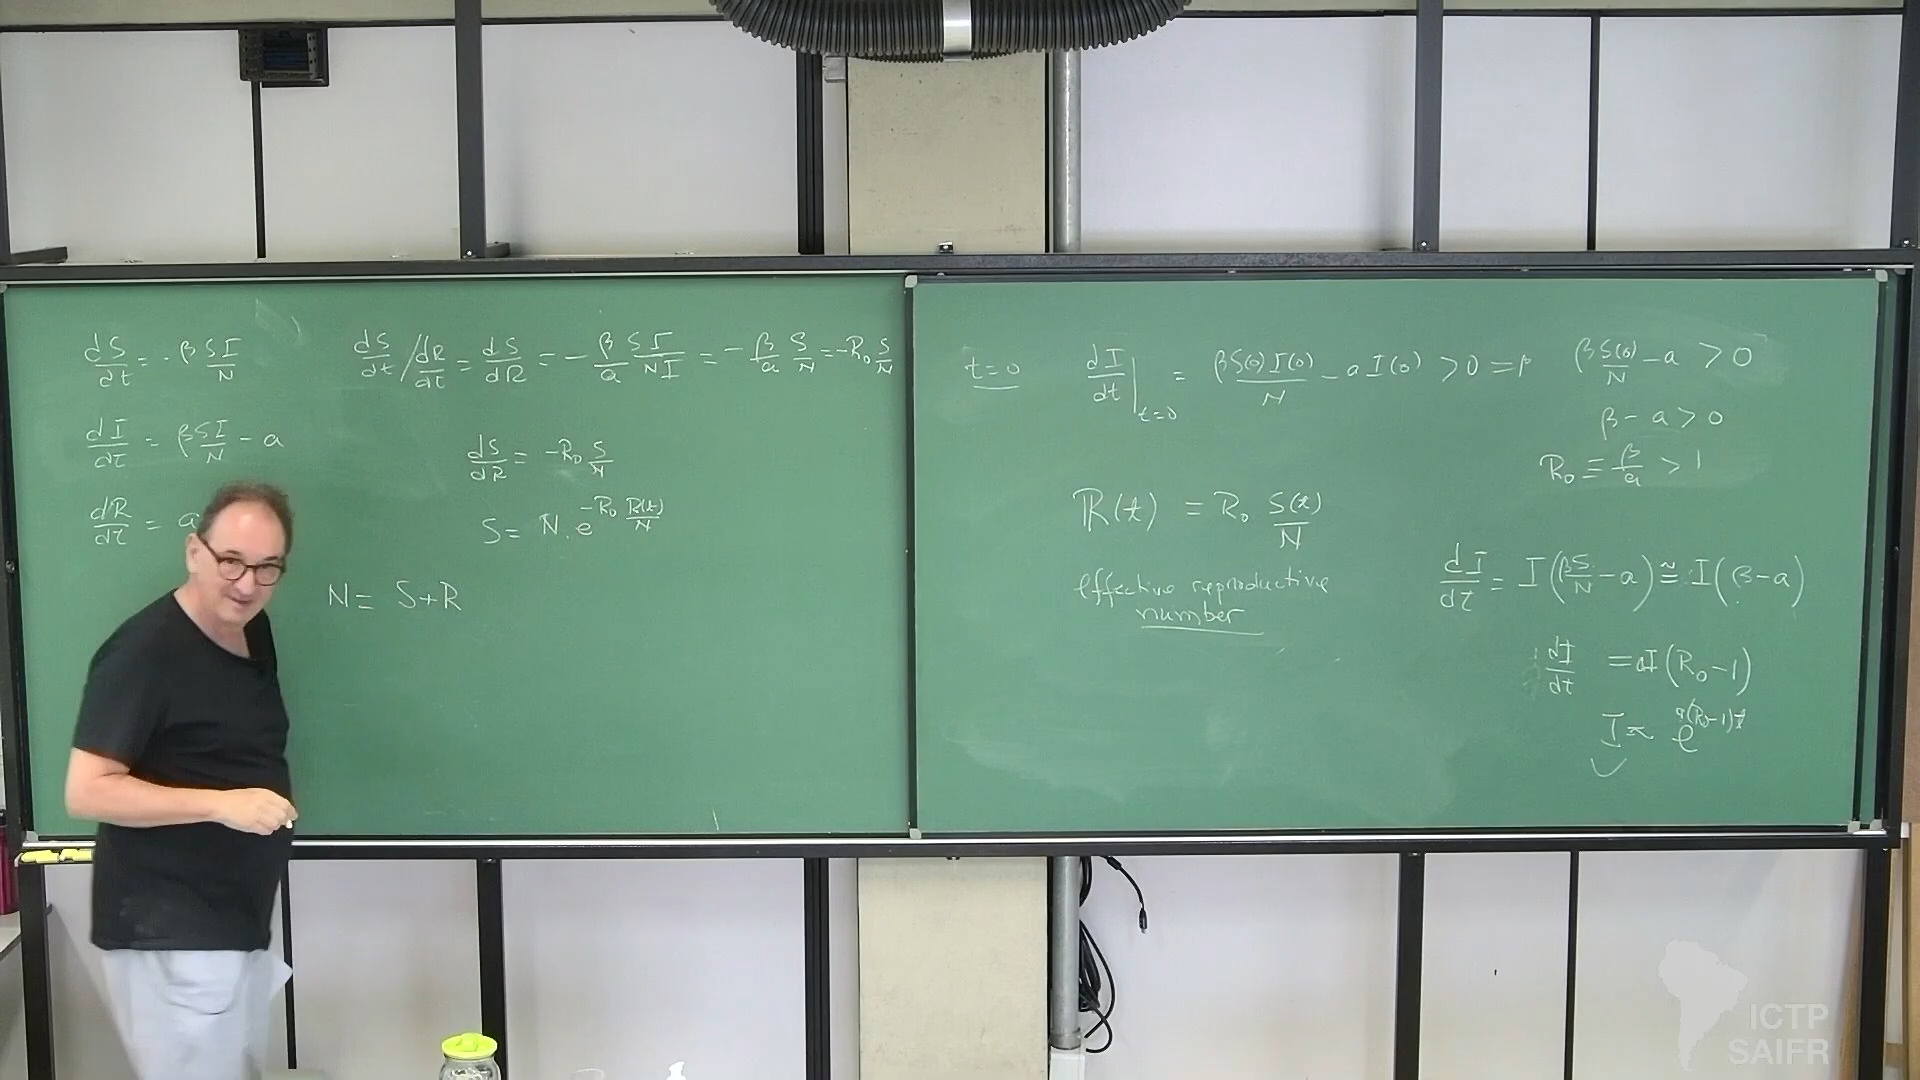 dS/dt = -β SI/N
dS/dt / dR/dt = dS/dR = - β/a SI/NI = - β/a S/N = -R₀ S/N
dI/dt = β SI/N - a
dS/dR = -R₀ S/N
dR/dt = a
S = N. e^(-R₀ R(t)/N)
N = S+R
t=0
dI/dt |t=0 = βS(0)I(0)/N - aI(0) >0 => βS(0)/N - a >0
β - a > 0
R₀ ≡ β/a > 1
ℝ(t) = R₀ S(t)/N
effective reproductive
number
dI/dt = I(βS/N - a) ≅ I(β-a)
dI/dt = aI(R₀-1)
I ∝ e^(a(R₀-1)t)
ICTP
SAIFR